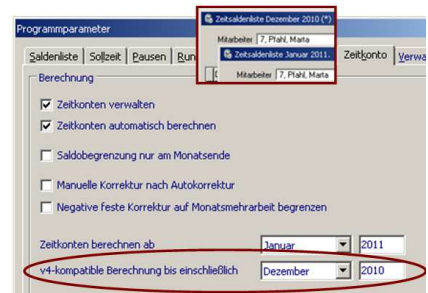 Programmparameter
Zeitsaldenliste Dezember 2010 (*)
Mitarbeiter 7, Pfahl, Marta
Zeitsaldenliste Januar 2011.
Mitarbeiter 7, Pfahl, Marta
Saldenliste Sollzeit Pausen Zeitkonto
Berechnung
Zeitkonten verwalten
Zeitkonten automatisch berechnen
Saldobegrenzung nur am Monatsende
Manuelle Korrektur nach Autokorrektur
Negative feste Korrektur auf Monatsmehrarbeit begrenzen
Zeitkonten berechnen ab Januar 2011
v4-kompatible Berechnung bis einschließlich Dezember 2010